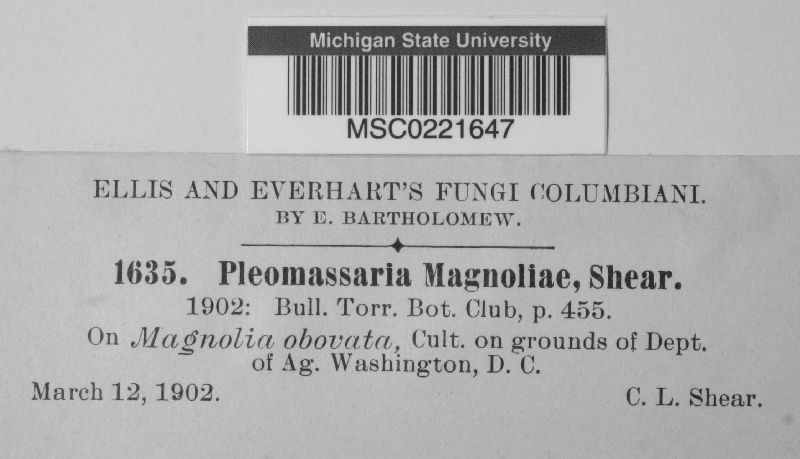 Michigan State University
MSC0221647
ELLIS AND EVERHART'S FUNGI COLUMBIANI.
BY E. BARTHOLOMEW.
1635. Pleomassaria Magnoliae, Shear.
1902: Bull. Torr. Bot. Club, p. 455.
On Magnolia obovata, Cult. on grounds of Dept.
of Ag. Washington, D. C.
March 12, 1902. C. L. Shear.